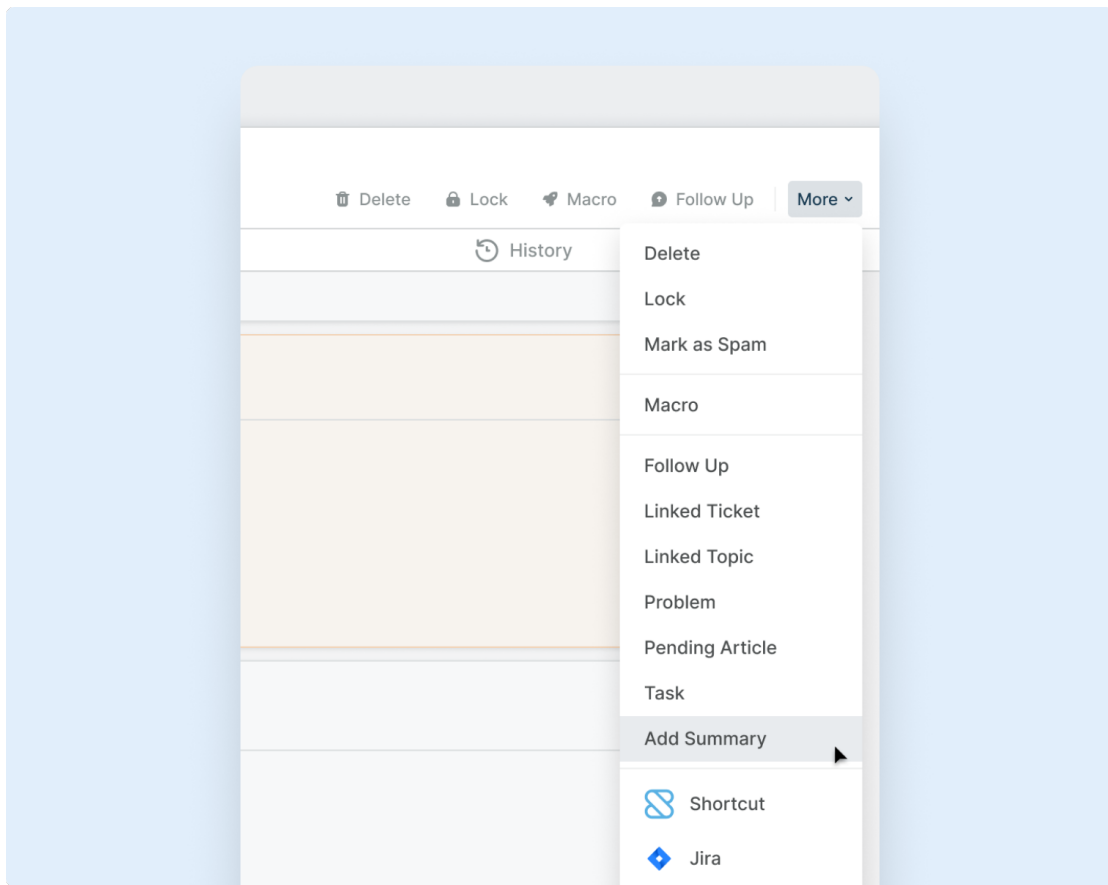 Delete Lock Macro Follow Up More
History
Delete
Lock
Mark as Spam
Macro
Follow Up
Linked Ticket
Linked Topic
Problem
Pending Article
Task
Add Summary
Shortcut
Jira